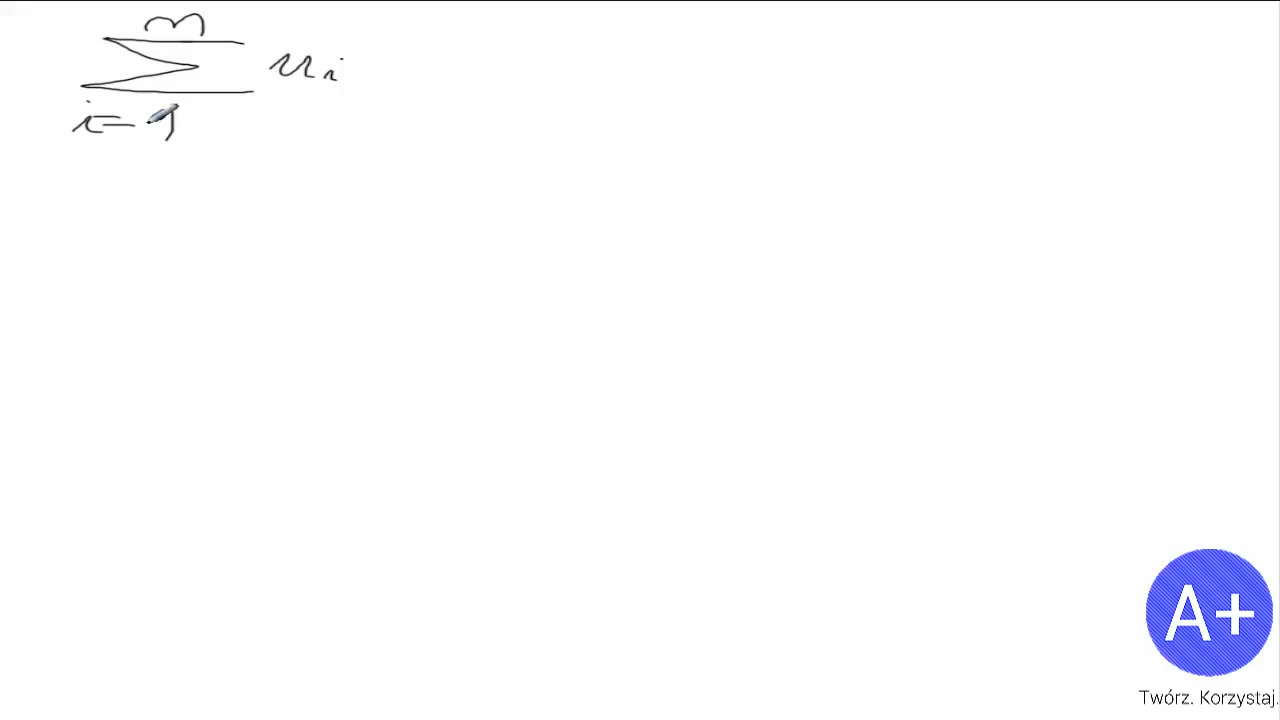 n
∑ u_i
i=1
A+
Twórz. Korzystaj.